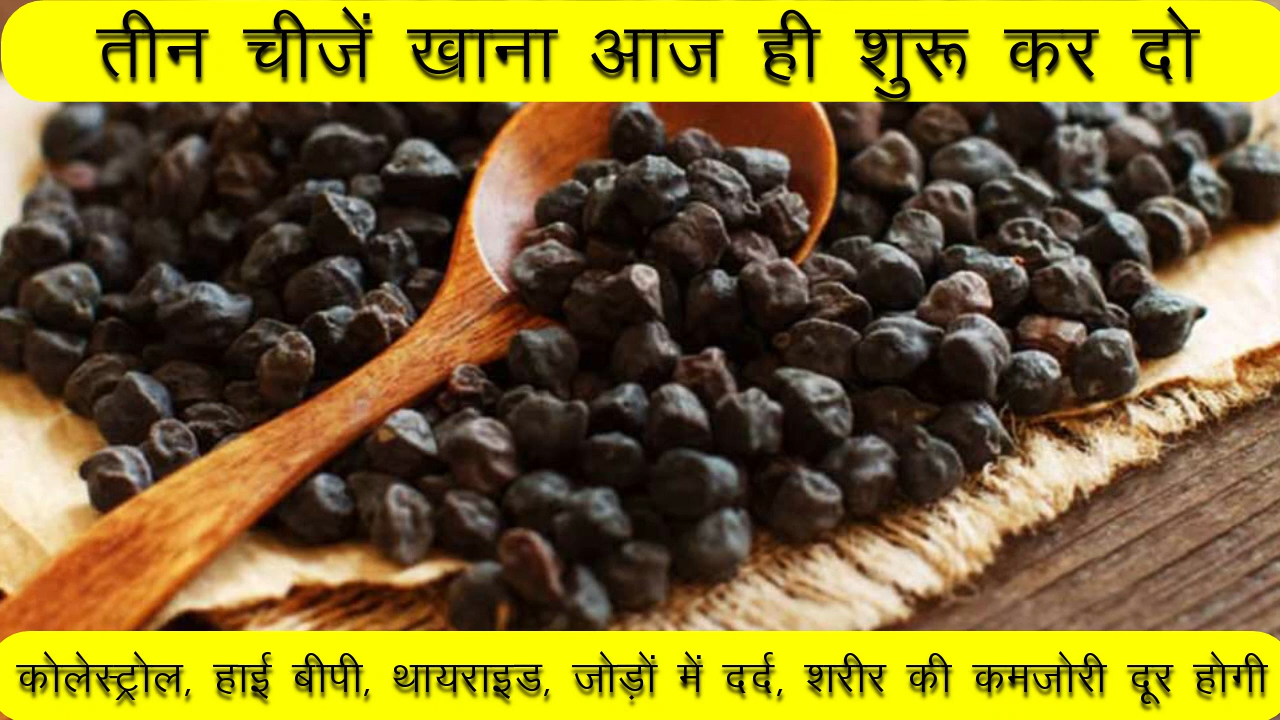 तीन चीजें खाना आज ही शुरू कर दो
कोलेस्ट्रोल, हाई बीपी, थायराइड, जोड़ों में दर्द, शरीर की कमजोरी दूर होगी